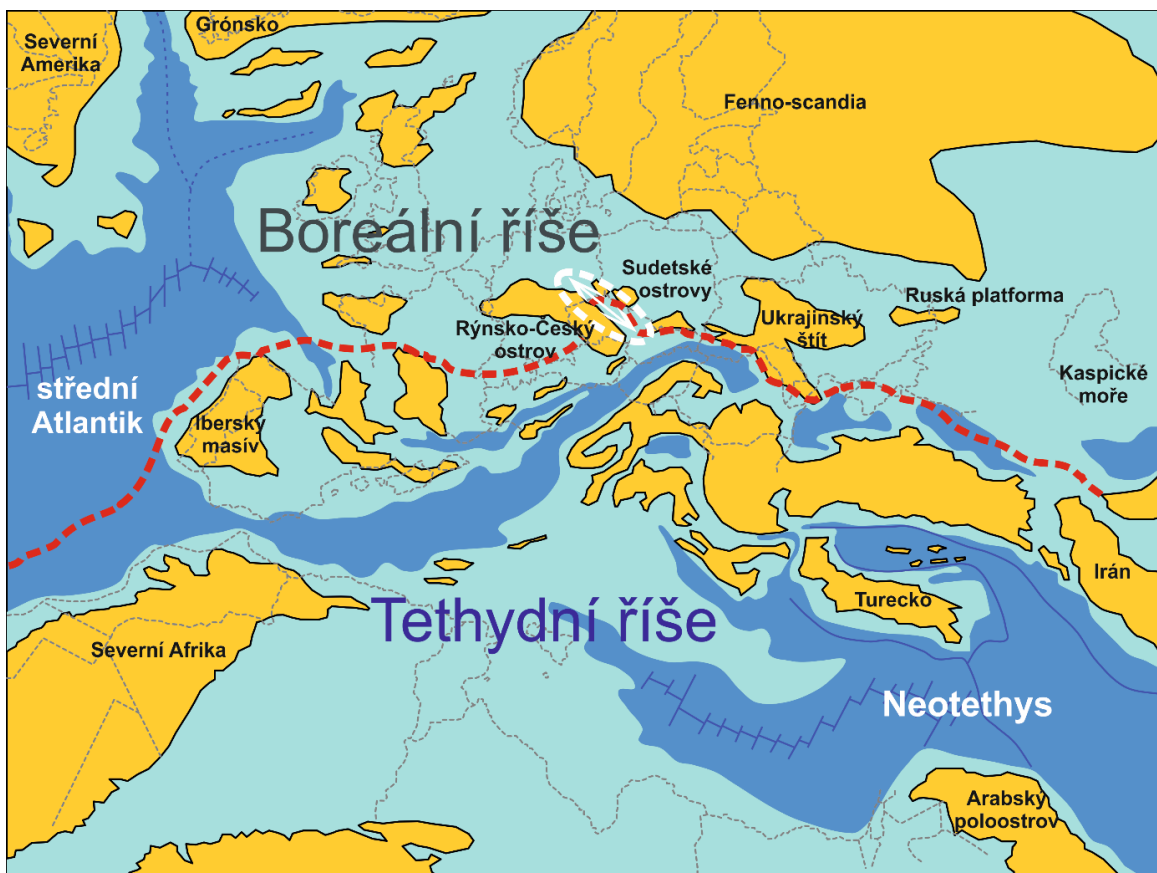 Severní
Amerika
Grónsko
Fenno-scandia
Boreální říše
Sudetské
ostrovy
Ruská platforma
Ukrajinský
štít
Rýnsko-Český
ostrov
Kaspické
moře
střední
Atlantik
Iberský
masív
Irán
Turecko
Tethydní říše
Severní Afrika
Neotethys
Arabský
poloostrov